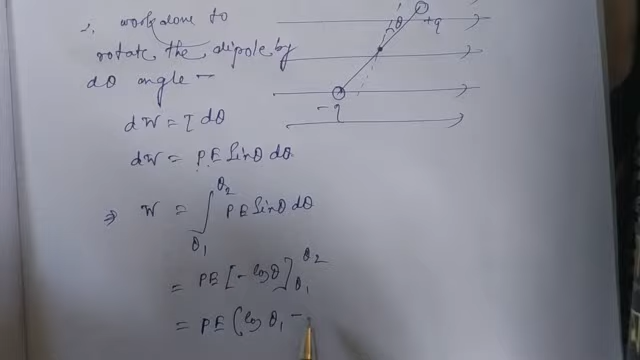 ∴ work done to
rotate the dipole by
dθ angle —
dW = τ dθ
dW = PE Sinθ dθ
⇒ W = ∫_{θ₁}^{θ₂} PE Sinθ dθ
= PE [- cosθ]_{θ₁}^{θ₂}
= PE (cos θ₁ -
θ
+q
-q